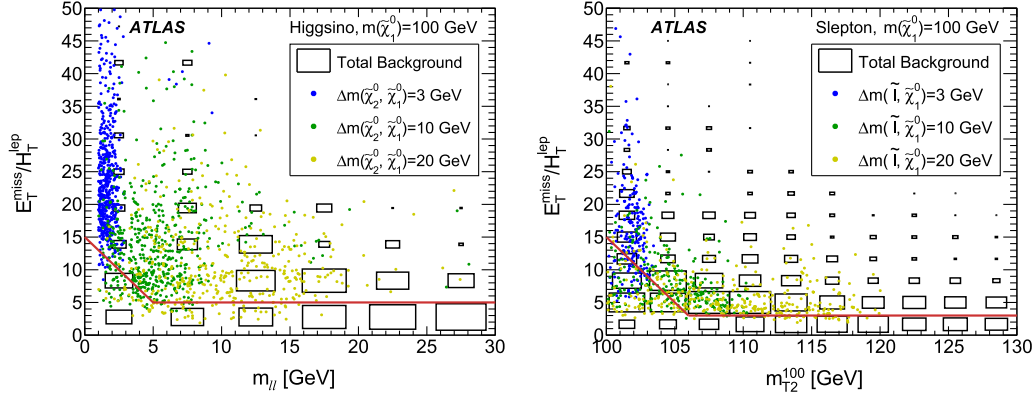 ATLAS
Higgsino, m(χ̃₁⁰)=100 GeV
Total Background
Δm(χ̃₂⁰, χ̃₁⁰)=3 GeV
Δm(χ̃₂⁰, χ̃₁⁰)=10 GeV
Δm(χ̃₂⁰, χ̃₁⁰)=20 GeV
E_T^miss/H_T^lep
50
45
40
35
30
25
20
15
10
5
0
0 5 10 15 20 25 30
m_ll [GeV]
ATLAS
Slepton, m(χ̃₁⁰)=100 GeV
Total Background
Δm(l̃, χ̃₁⁰)=3 GeV
Δm(l̃, χ̃₁⁰)=10 GeV
Δm(l̃, χ̃₁⁰)=20 GeV
E_T^miss/H_T^lep
50
45
40
35
30
25
20
15
10
5
0
100 105 110 115 120 125 130
m_T2^100 [GeV]